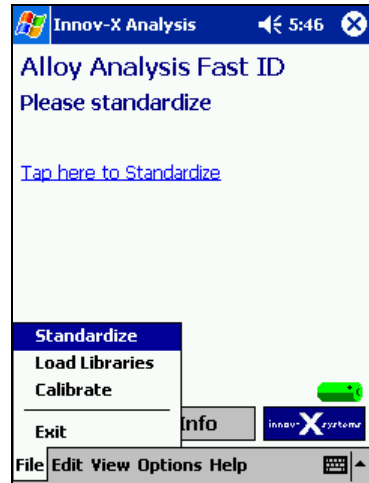 Innov-X Analysis 5:46
Alloy Analysis Fast ID
Please standardize
Tap here to Standardize
Standardize
Load Libraries
Calibrate
Exit
Info
innov-X systems
File Edit View Options Help